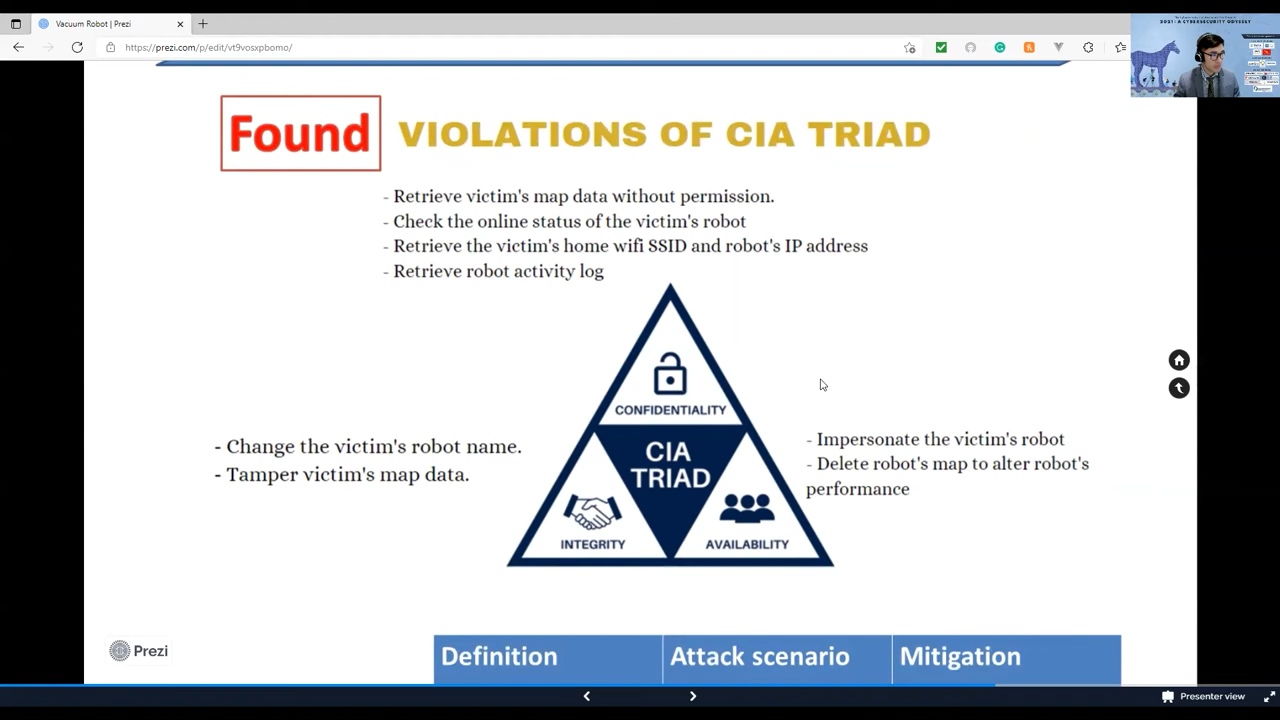 Vacuum Robot | Prezi
https://prezi.com/p/edit/vt9vosxpbomo/
2021: A CYBERSECURITY ODYSSEY
Found
VIOLATIONS OF CIA TRIAD
- Retrieve victim's map data without permission.
- Check the online status of the victim's robot
- Retrieve the victim's home wifi SSID and robot's IP address
- Retrieve robot activity log
CONFIDENTIALITY
CIA
TRIAD
- Change the victim's robot name.
- Tamper victim's map data.
- Impersonate the victim's robot
- Delete robot's map to alter robot's
performance
INTEGRITY
AVAILABILITY
Prezi
Definition
Attack scenario
Mitigation
Presenter view